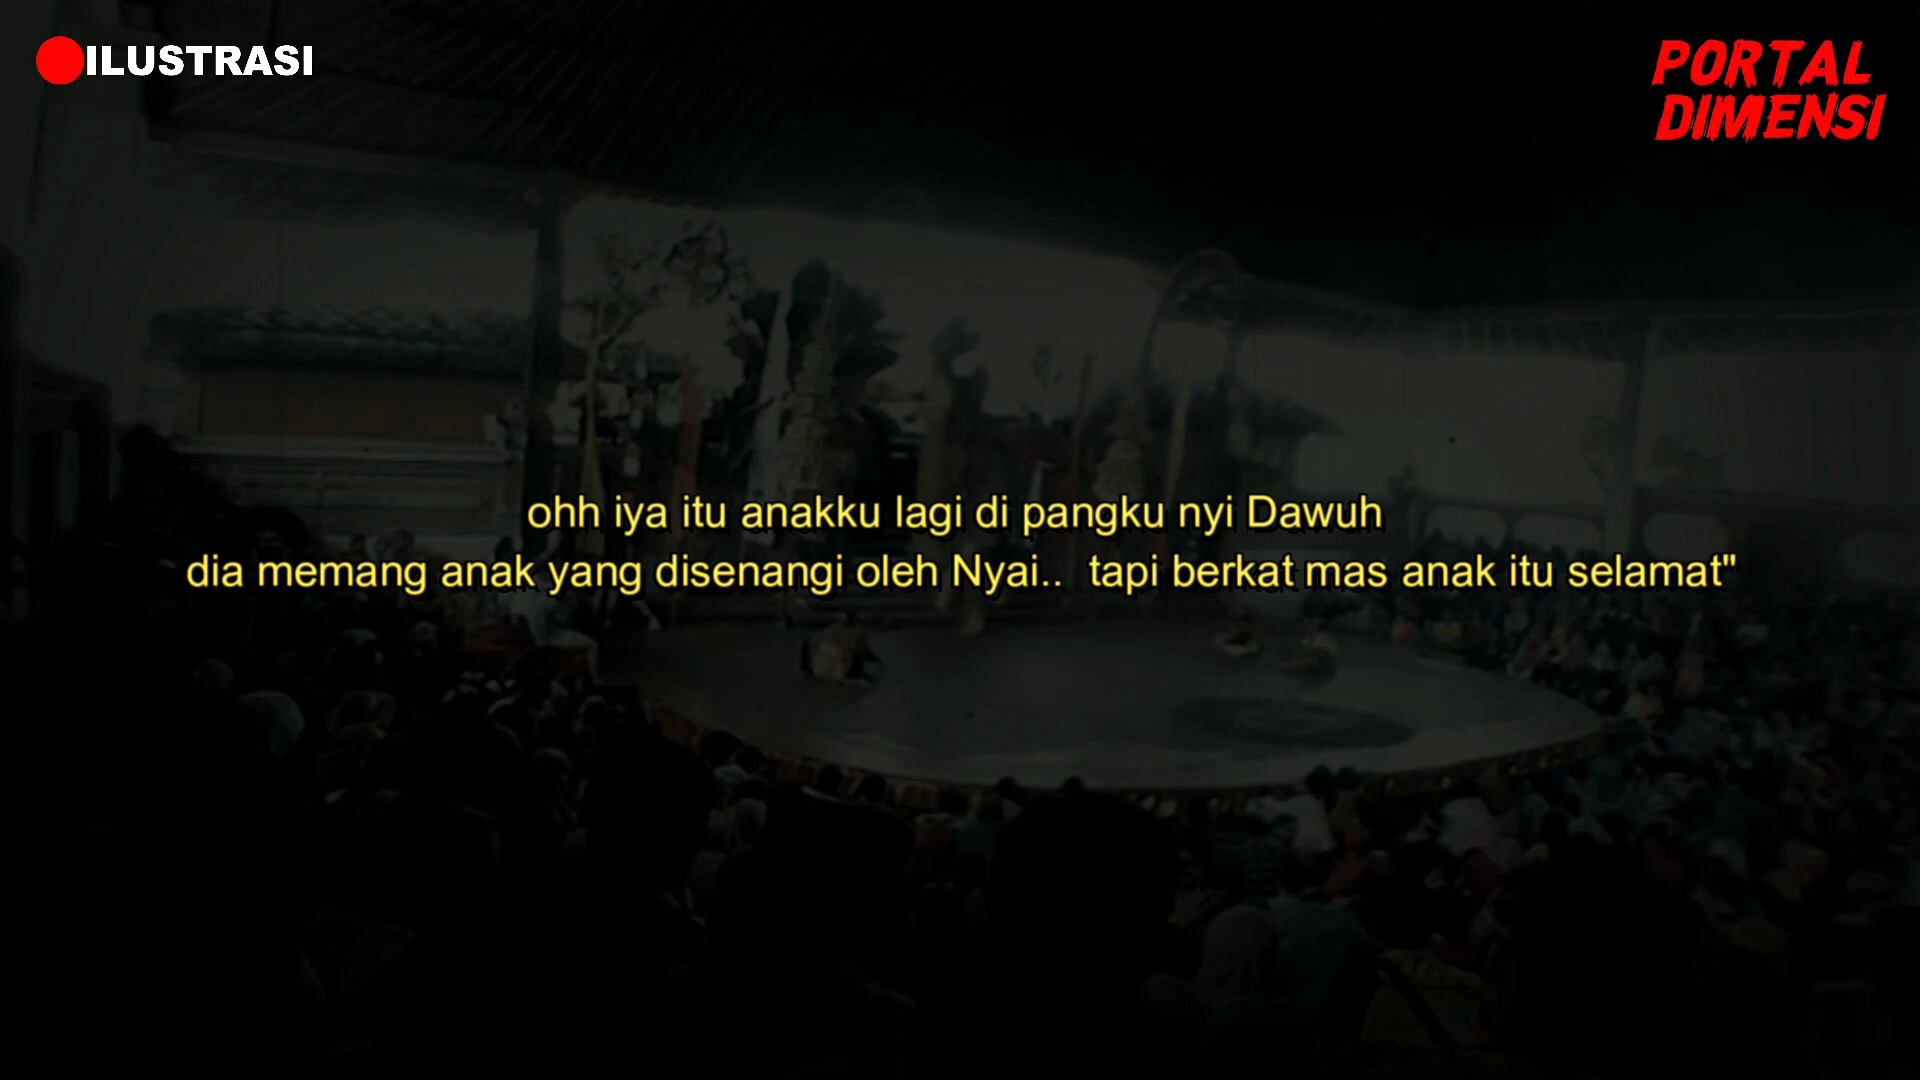 ILUSTRASI
PORTAL
DIMENSI
ohh iya itu anakku lagi di pangku nyi Dawuh
dia memang anak yang disenangi oleh Nyai.. tapi berkat mas anak itu selamat"